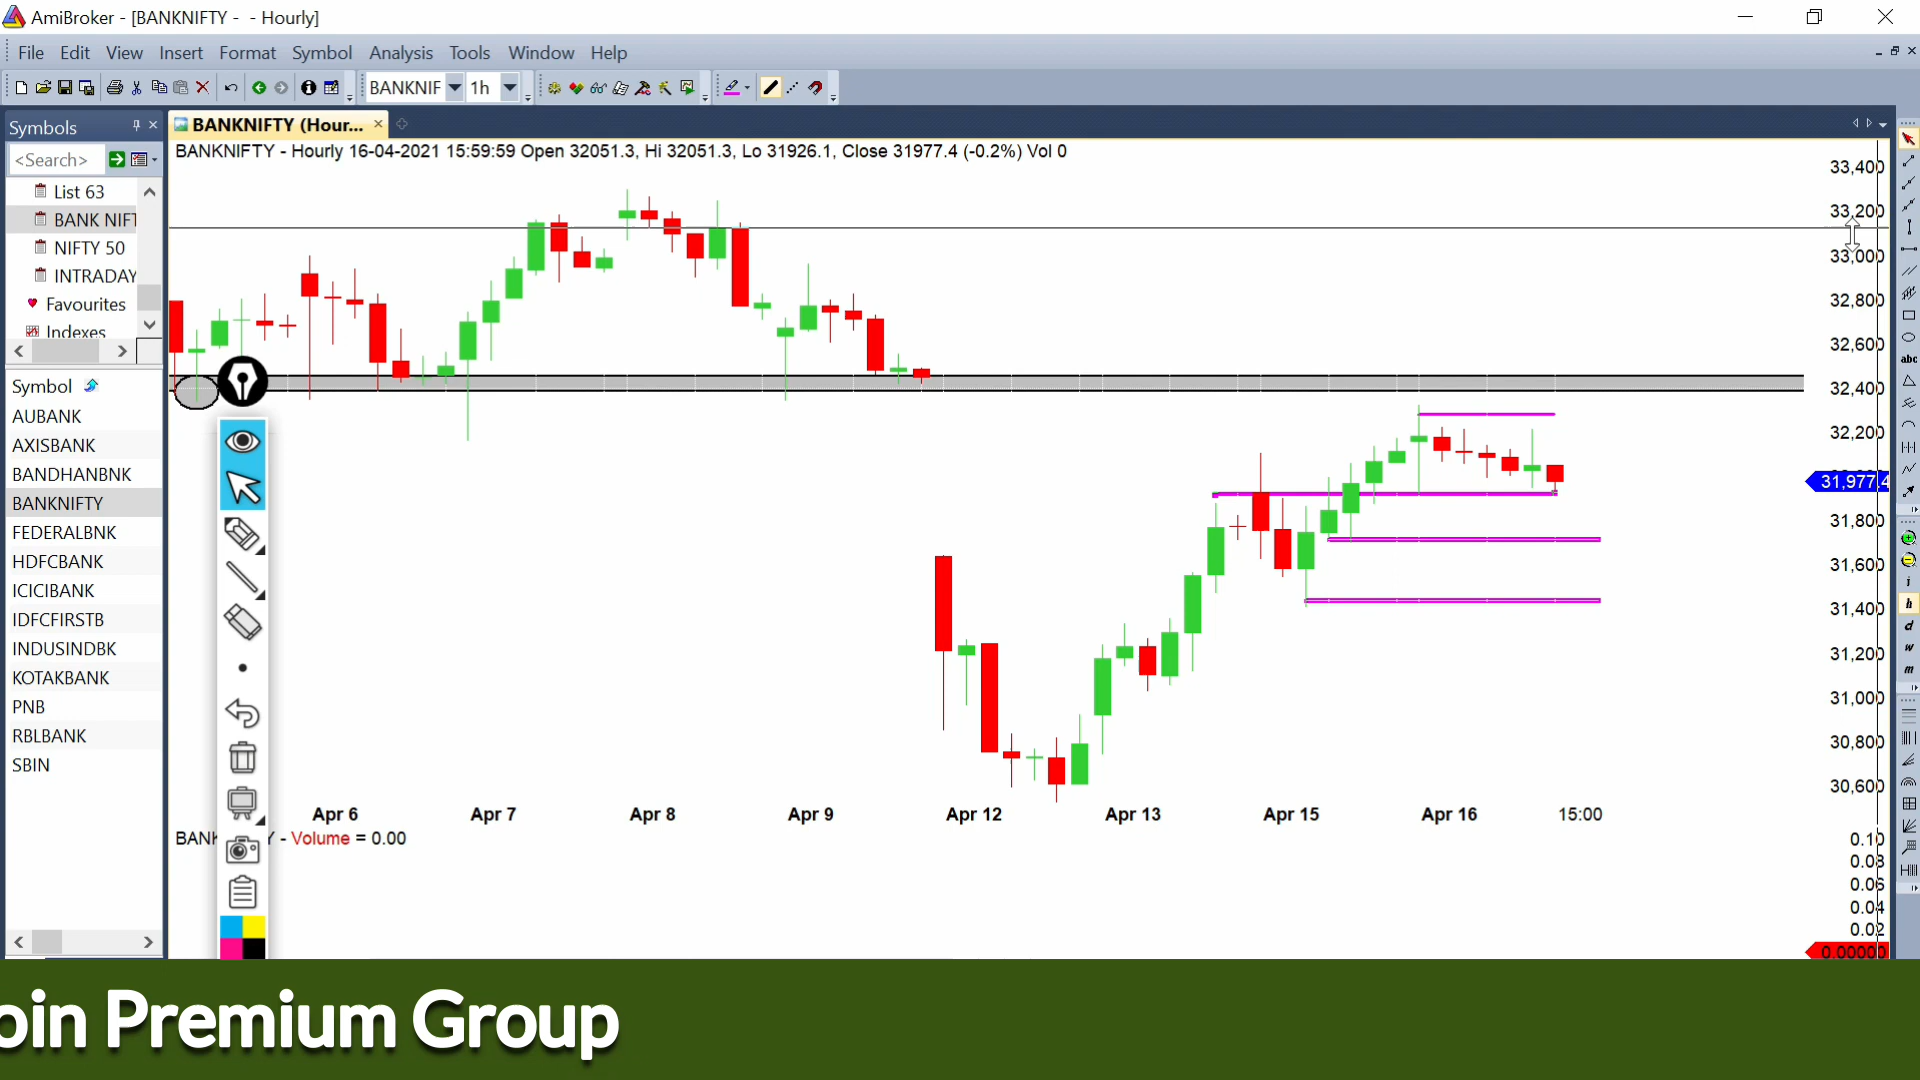 AmiBroker - [BANKNIFTY -  - Hourly]
File Edit View Insert Format Symbol Analysis Tools Window Help
BANKNIF 1h
Symbols
BANKNIFTY (Hour...
<Search>
BANKNIFTY - Hourly 16-04-2021 15:59:59 Open 32051.3, Hi 32051.3, Lo 31926.1, Close 31977.4 (-0.2%) Vol 0
List 63
BANK NIFT
NIFTY 50
INTRADAY
Favourites
Indexes
Symbol
AUBANK
AXISBANK
BANDHANBNK
BANKNIFTY
FEDERALBNK
HDFCBANK
ICICIBANK
IDFCFIRSTB
INDUSINDBK
KOTAKBANK
PNB
RBLBANK
SBIN
33,400
33,200
33,000
32,800
32,600
32,400
32,200
31,977.4
31,800
31,600
31,400
31,200
31,000
30,800
30,600
abc
i
h
d
w
m
Apr 6 Apr 7 Apr 8 Apr 9 Apr 12 Apr 13 Apr 15 Apr 16 15:00
BANK Y - Volume = 0.00
0.10
0.08
0.06
0.04
0.02
0.00000
oin Premium Group